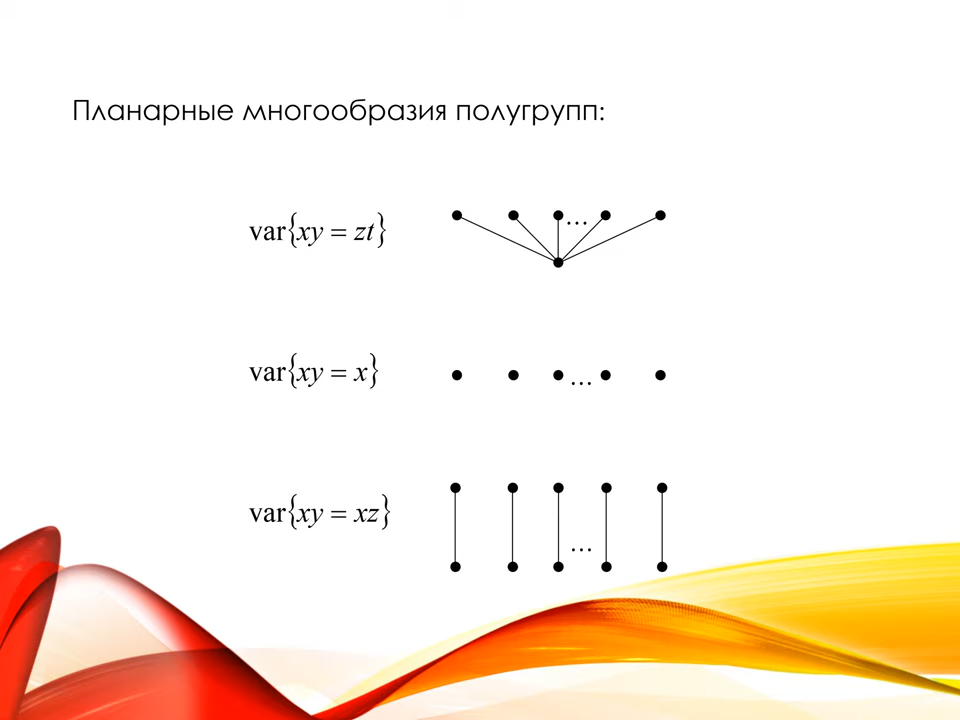 Планарные многообразия полугрупп:
var{xy = zt}
...
var{xy = x}
...
var{xy = xz}
...